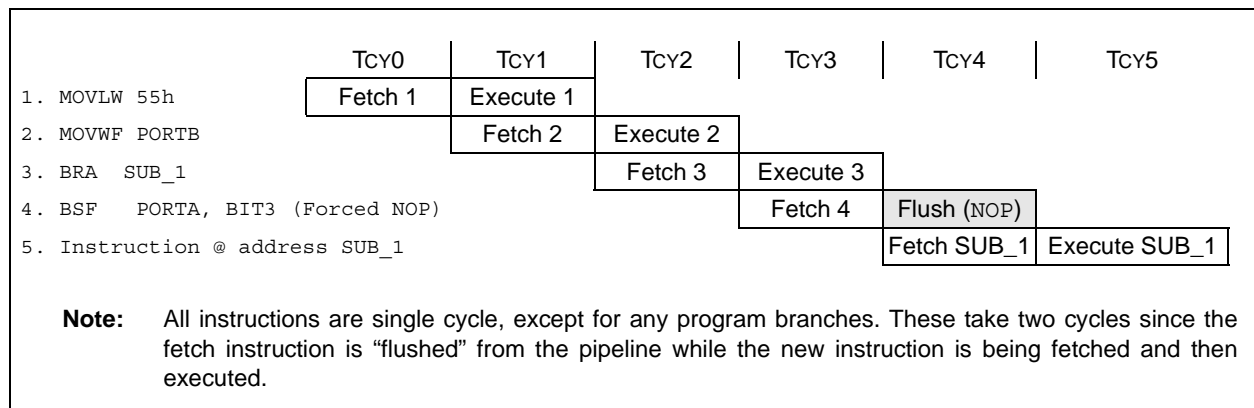 TCY0 TCY1 TCY2 TCY3 TCY4 TCY5
1. MOVLW 55h Fetch 1 Execute 1
2. MOVWF PORTB Fetch 2 Execute 2
3. BRA SUB_1 Fetch 3 Execute 3
4. BSF PORTA, BIT3 (Forced NOP) Fetch 4 Flush (NOP)
5. Instruction @ address SUB_1 Fetch SUB_1 Execute SUB_1
Note: All instructions are single cycle, except for any program branches. These take two cycles since the
fetch instruction is “flushed” from the pipeline while the new instruction is being fetched and then
executed.